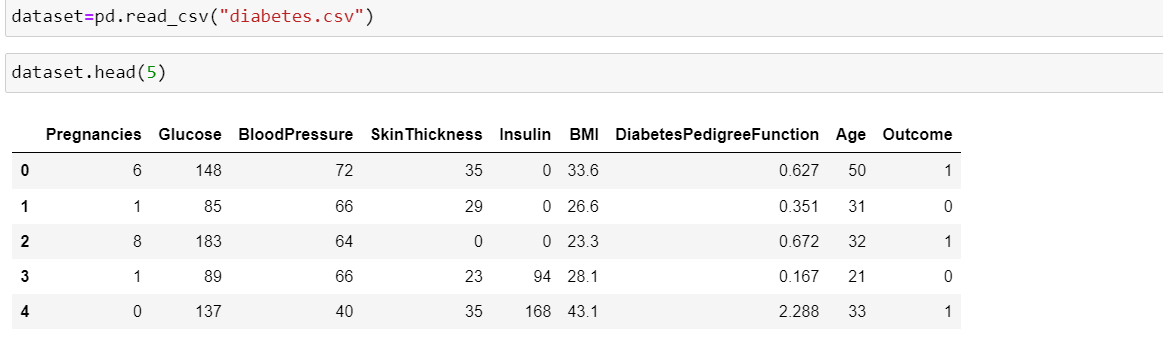 dataset=pd.read_csv("diabetes.csv")
dataset.head(5)
Pregnancies Glucose BloodPressure SkinThickness Insulin BMI DiabetesPedigreeFunction Age Outcome
0 6 148 72 35 0 33.6 0.627 50 1
1 1 85 66 29 0 26.6 0.351 31 0
2 8 183 64 0 0 23.3 0.672 32 1
3 1 89 66 23 94 28.1 0.167 21 0
4 0 137 40 35 168 43.1 2.288 33 1